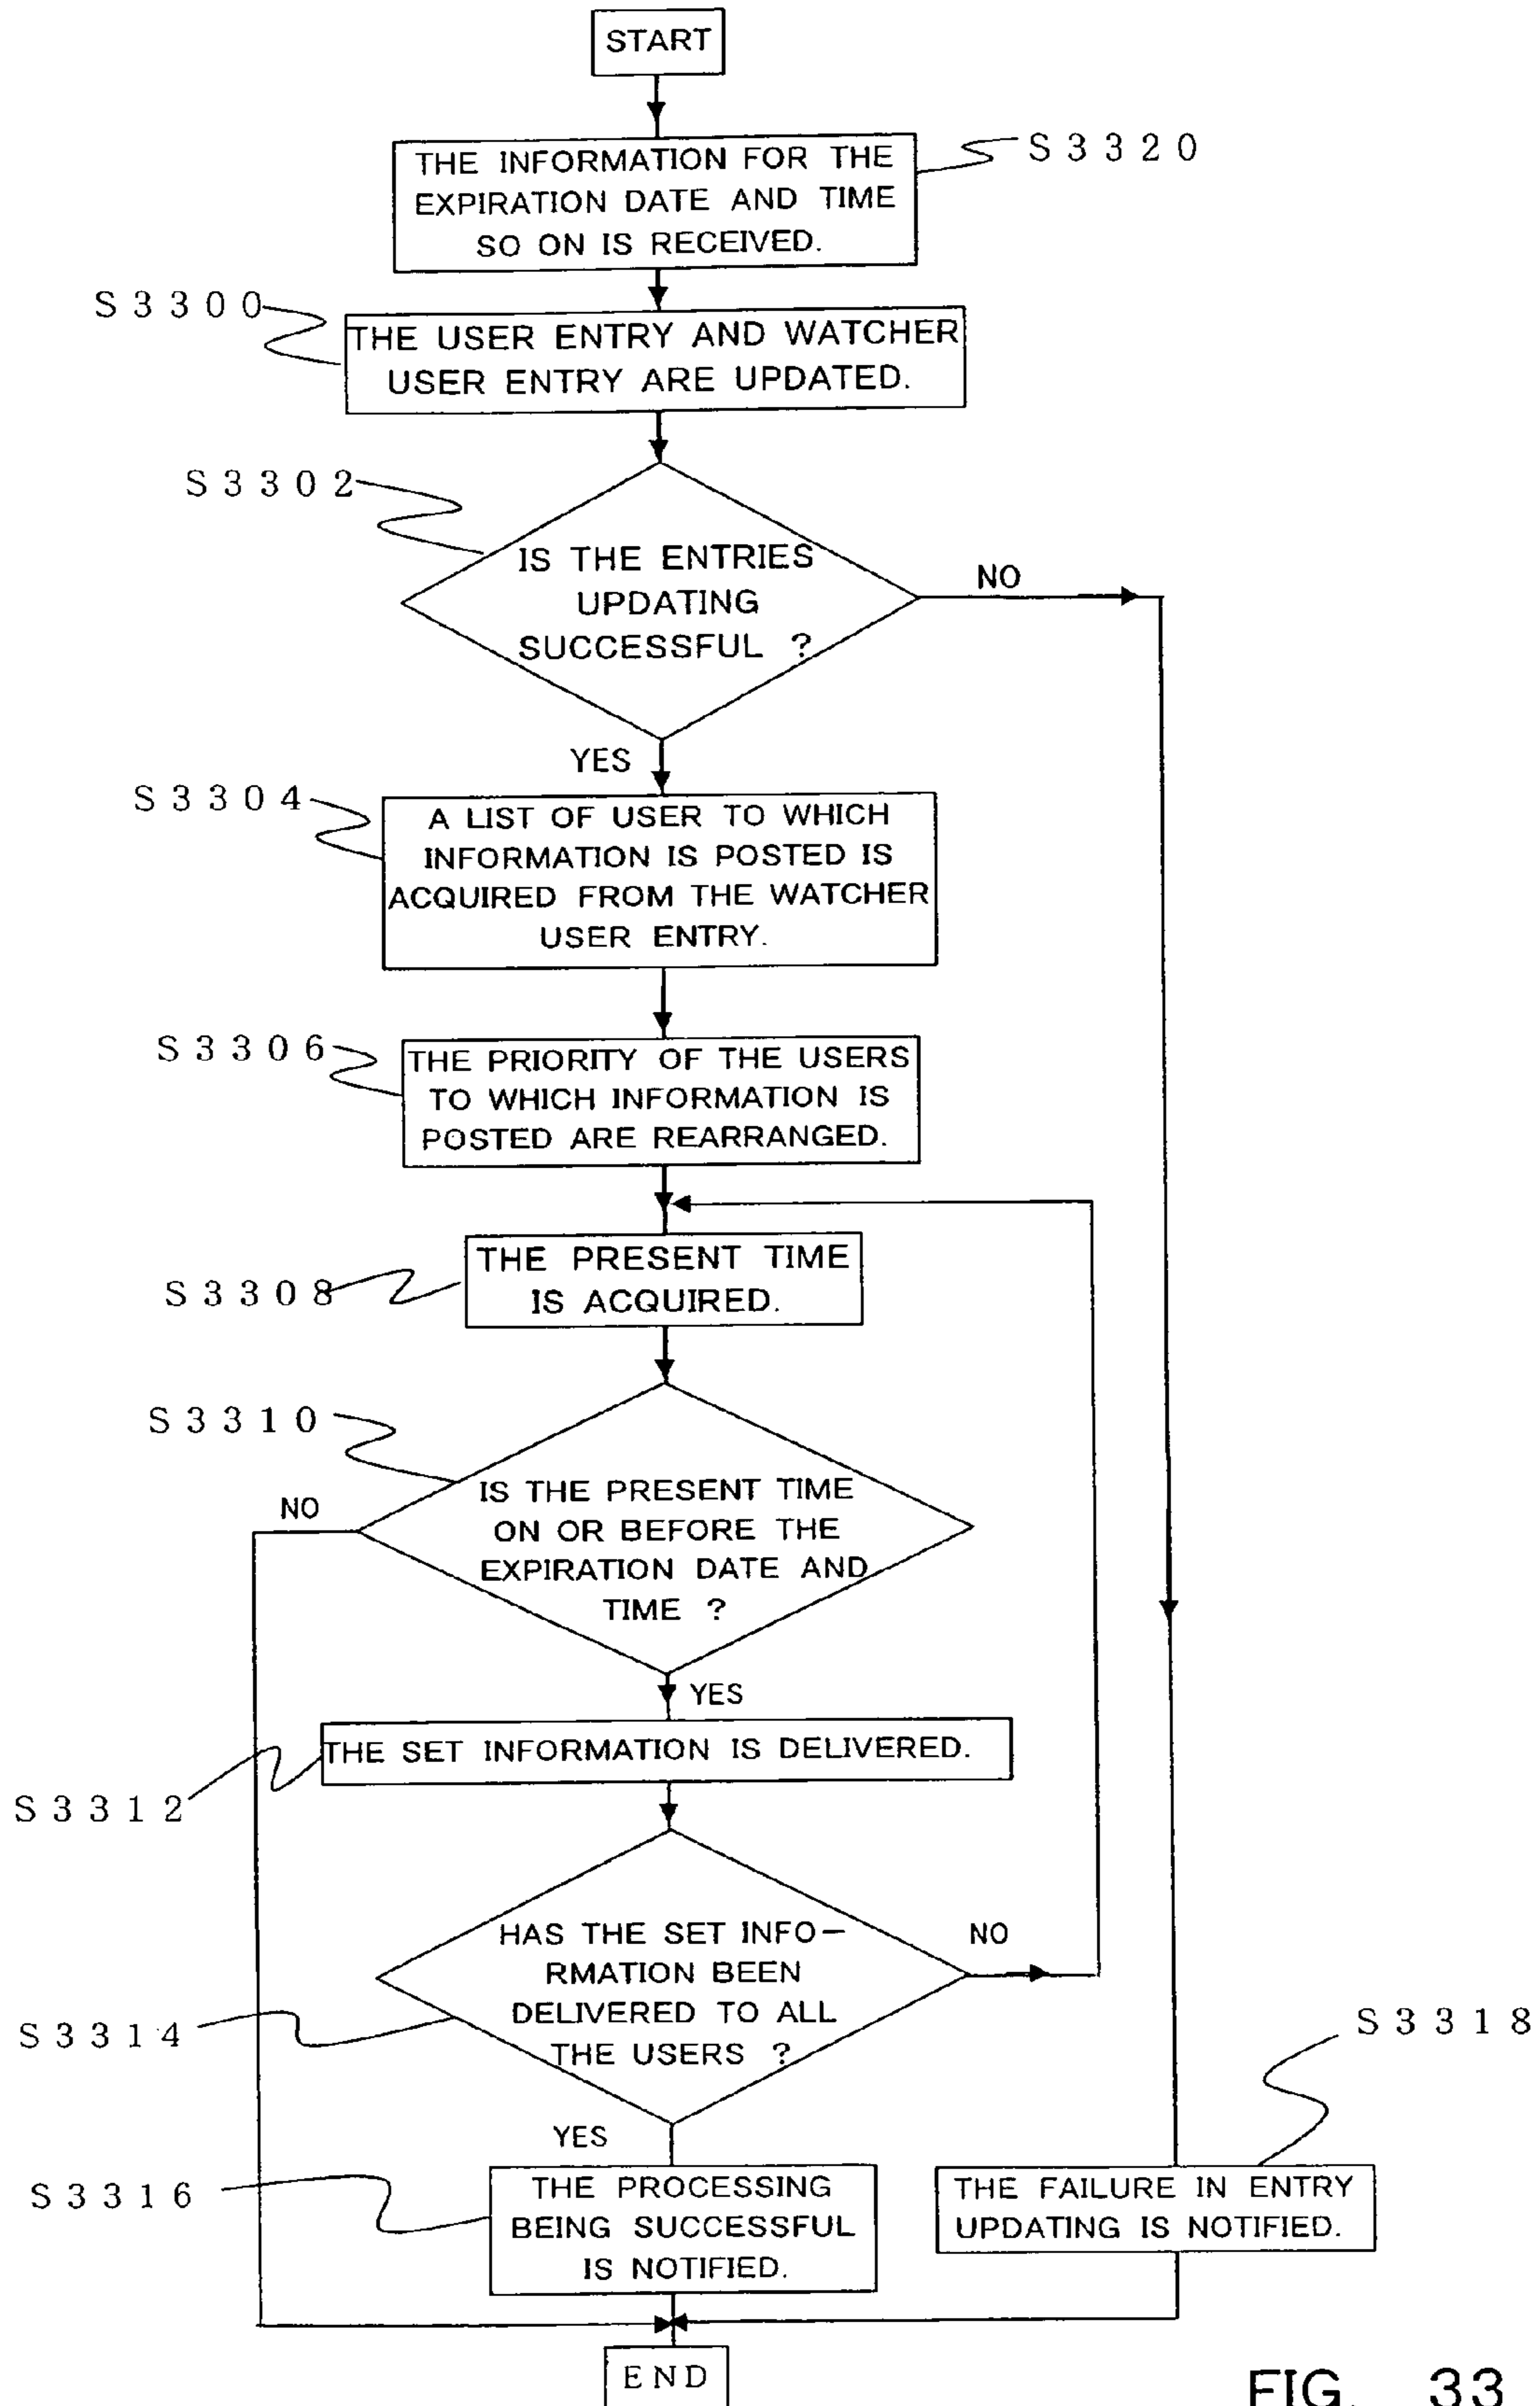 START
S3320
THE INFORMATION FOR THE
EXPIRATION DATE AND TIME
SO ON IS RECEIVED.
S3300
THE USER ENTRY AND WATCHER
USER ENTRY ARE UPDATED.
S3302
IS THE ENTRIES
UPDATING
SUCCESSFUL ?
NO
YES
S3304
A LIST OF USER TO WHICH
INFORMATION IS POSTED IS
ACQUIRED FROM THE WATCHER
USER ENTRY.
S3306
THE PRIORITY OF THE USERS
TO WHICH INFORMATION IS
POSTED ARE REARRANGED.
S3308
THE PRESENT TIME
IS ACQUIRED.
S3310
IS THE PRESENT TIME
ON OR BEFORE THE
EXPIRATION DATE AND
TIME ?
NO
YES
S3312
THE SET INFORMATION IS DELIVERED.
S3314
HAS THE SET INFO-
RMATION BEEN
DELIVERED TO ALL
THE USERS ?
NO
YES
S3316
THE PROCESSING
BEING SUCCESSFUL
IS NOTIFIED.
S3318
THE FAILURE IN ENTRY
UPDATING IS NOTIFIED.
END
FIG. 33